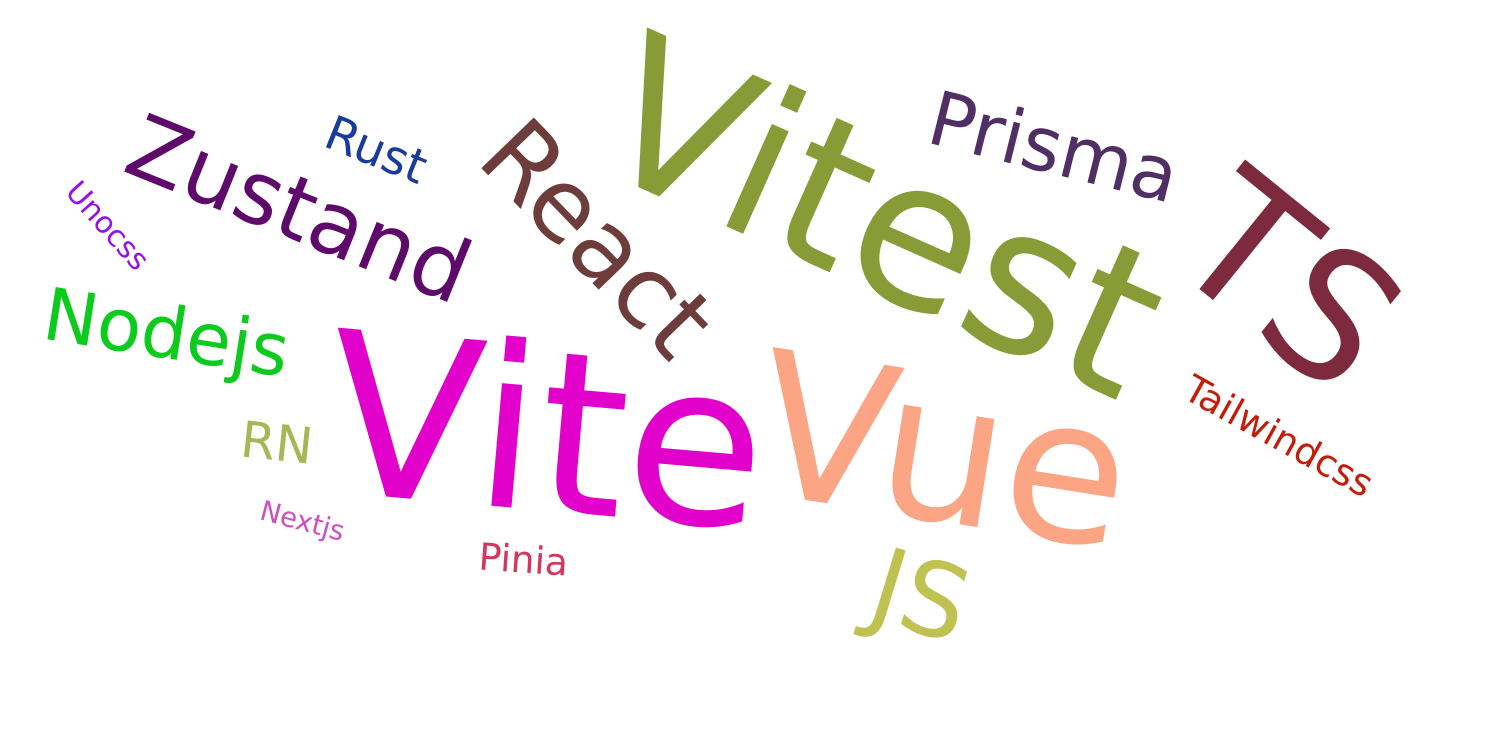 Vitest
Prisma
Zustand
Rust
React
TS
Unocss
Nodejs
Vite
Vue
Tailwindcss
RN
Nextjs
Pinia
JS